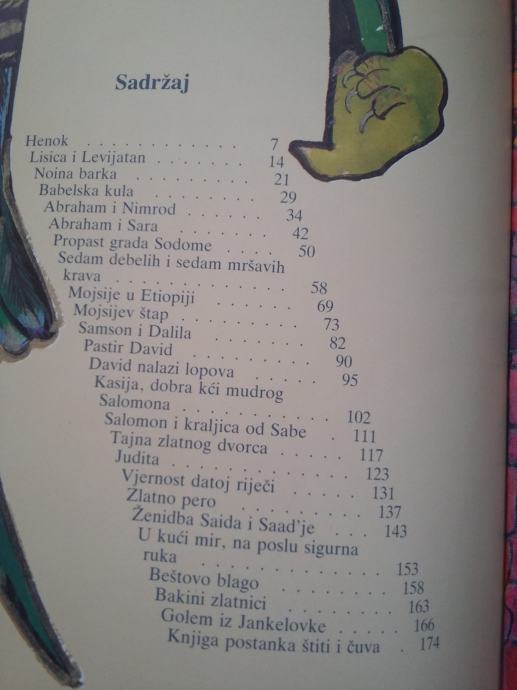 Sadržaj
Henok . . . . . . . . . . . . 7
Lisica i Levijatan . . . . . . . 14
Noina barka . . . . . . . . . 21
Babelska kula . . . . . . . . 29
Abraham i Nimrod . . . . . . 34
Abraham i Sara . . . . . . . 42
Propast grada Sodome . . . . 50
Sedam debelih i sedam mršavih
krava . . . . . . . . . . . . 58
Mojsije u Etiopiji . . . . . . 69
Mojsijev štap . . . . . . . . 73
Samson i Dalila . . . . . . . 82
Pastir David . . . . . . . . 90
David nalazi lopova . . . . . 95
Kasija, dobra kći mudrog
Salomona . . . . . . . . . . 102
Salomon i kraljica od Sabe . 111
Tajna zlatnog dvorca . . . . 117
Judita . . . . . . . . . . . 123
Vjernost datoj riječi . . . . 131
Zlatno pero . . . . . . . . 137
Ženidba Saida i Saad'je . . . 143
U kući mir, na poslu sigurna
ruka . . . . . . . . . . . 153
Beštovo blago . . . . . . . 158
Bakini zlatnici . . . . . . . 163
Golem iz Jankelovke . . . . . 166
Knjiga postanka štiti i čuva . 174